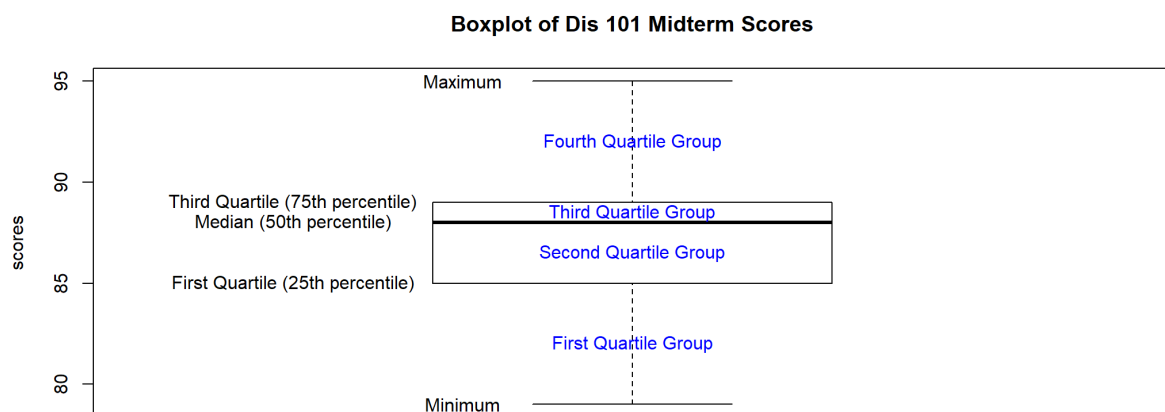 Boxplot of Dis 101 Midterm Scores
95
Maximum
Fourth Quartile Group
90
Third Quartile (75th percentile)
Third Quartile Group
Median (50th percentile)
scores
Second Quartile Group
85
First Quartile (25th percentile)
First Quartile Group
80
Minimum